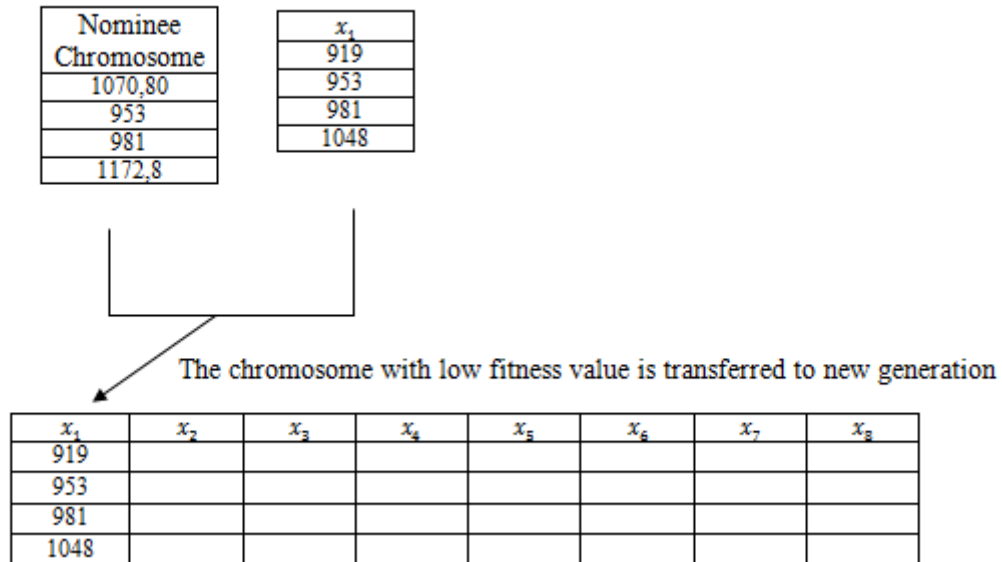 Nominee
Chromosome
1070,80
953
981
1172,8
x₁
919
953
981
1048
The chromosome with low fitness value is transferred to new generation
x₁ x₂ x₃ x₄ x₅ x₆ x₇ x₈
919
953
981
1048